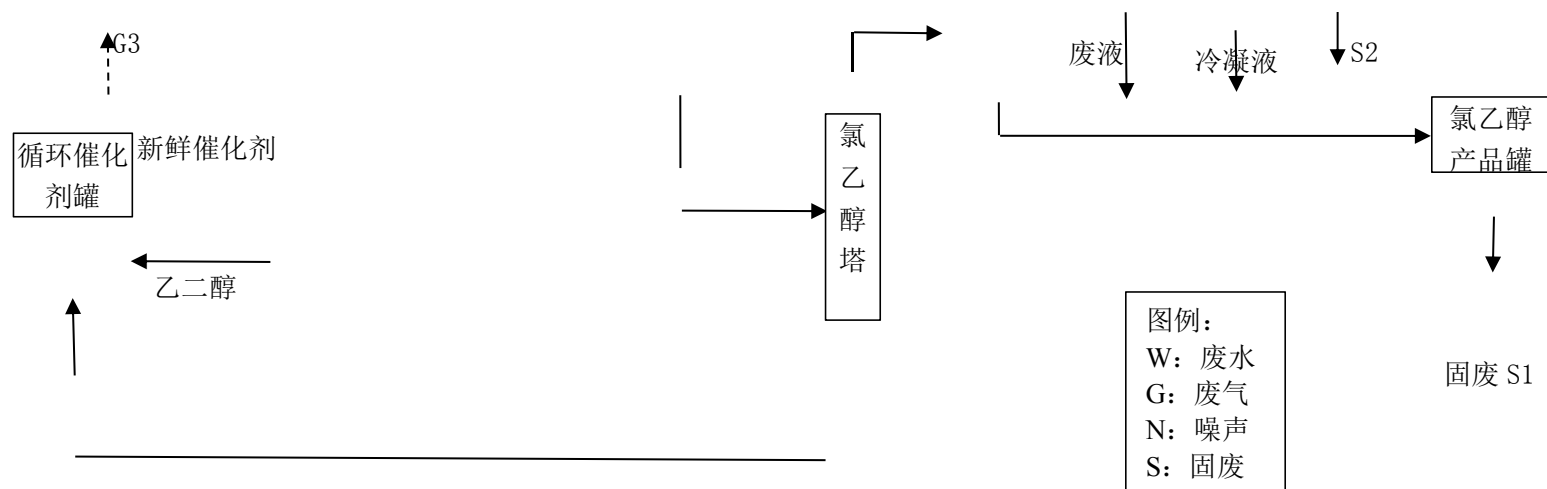 G3
废液
冷凝液
S2
循环催化
剂罐
新鲜催化剂
氯
乙
醇
塔
氯乙醇
产品罐
乙二醇
图例：
W：废水
G：废气
N：噪声
S：固废
固废 S1